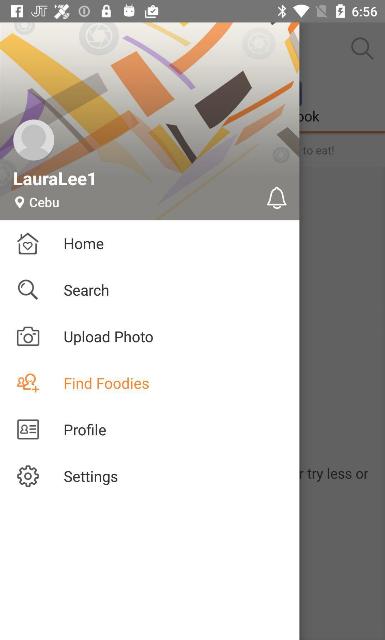 6:56
ook
to eat!
LauraLee1
Cebu
Home
Search
Upload Photo
Find Foodies
Profile
r try less or
Settings